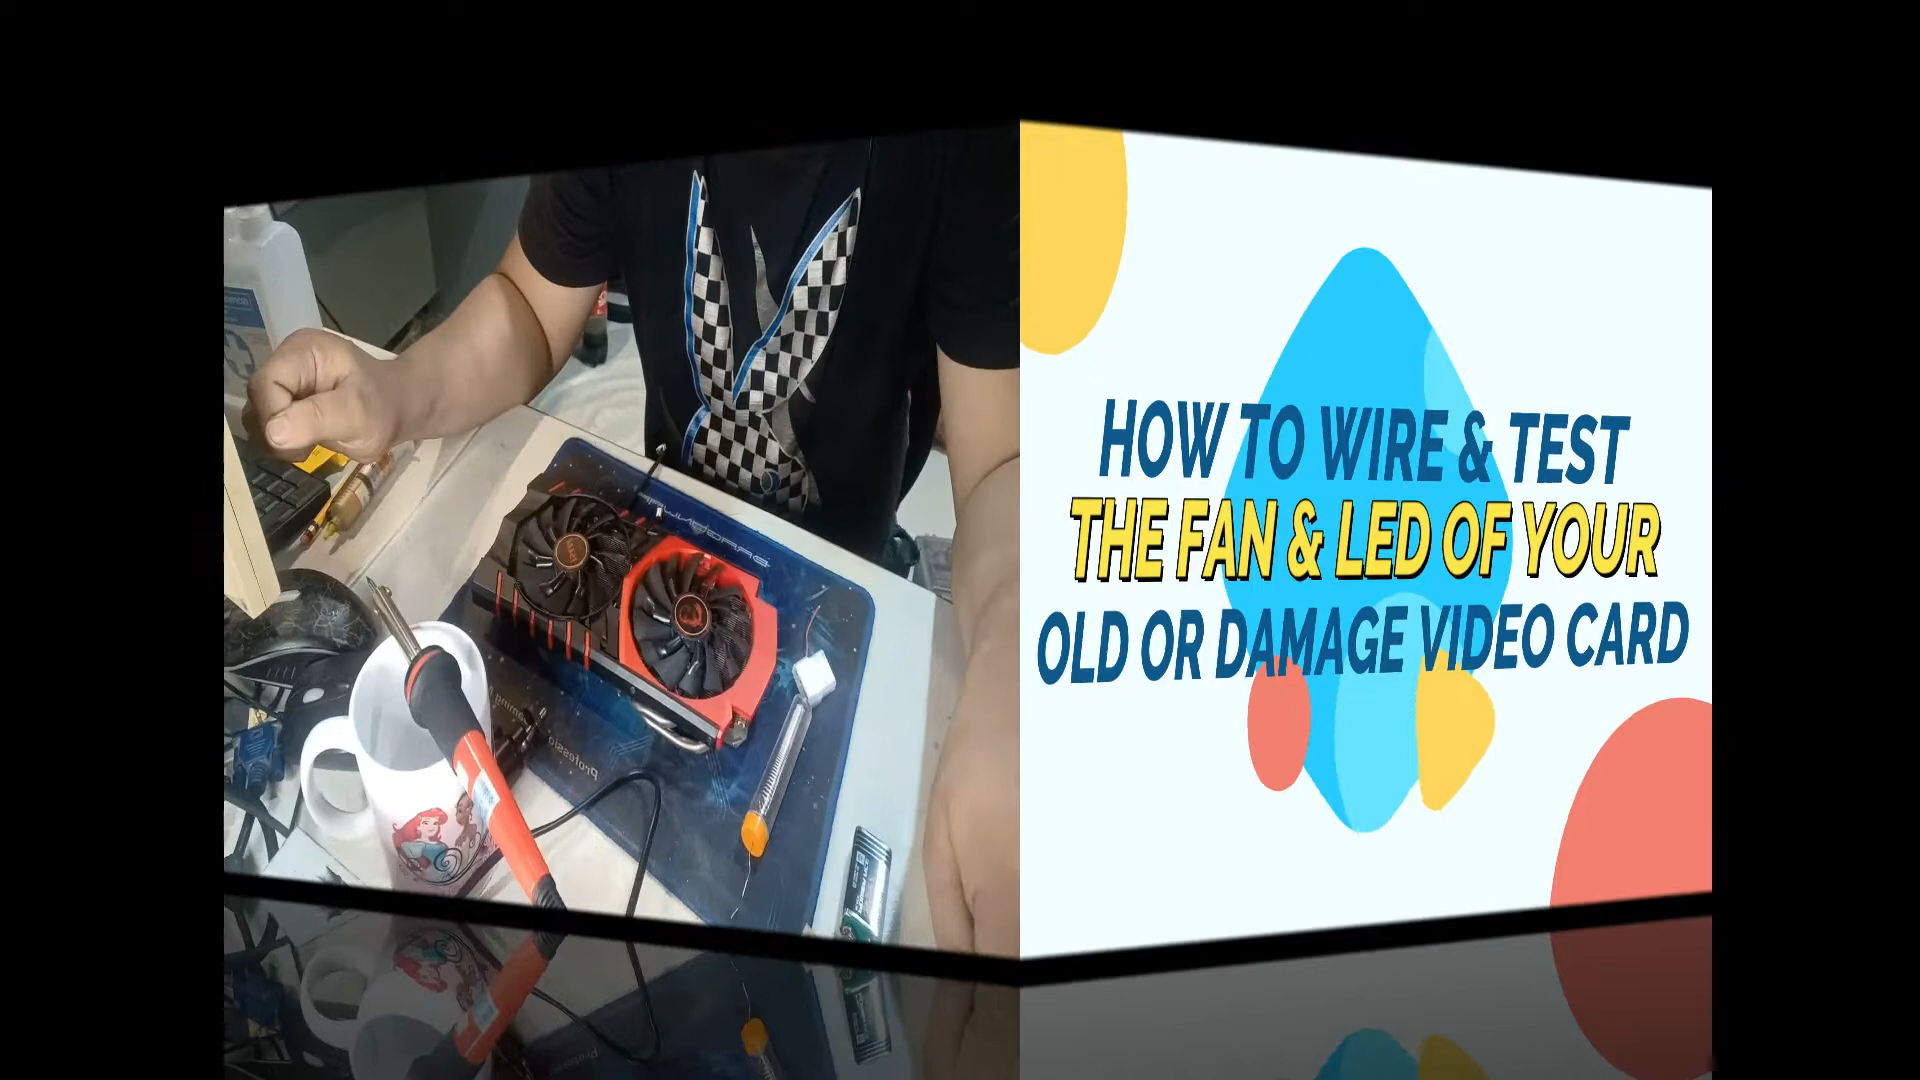 HOW TO WIRE & TEST
THE FAN & LED OF YOUR
OLD OR DAMAGE VIDEO CARD